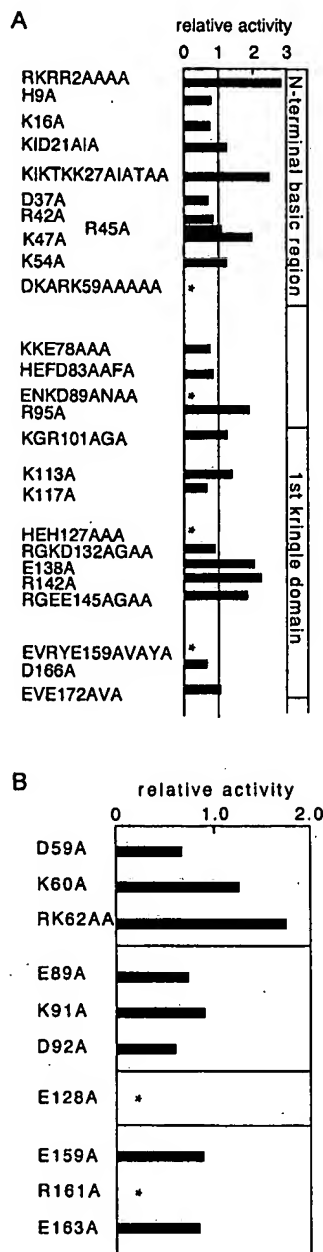 A
relative activity
0 1 2 3
RKRR2AAAA
H9A
K16A
KID21AIA
KIKTKK27AIATAA
D37A
R42A
R45A
K47A
K54A
DKARK59AAAAA
*
N-terminal basic region
KKE78AAA
HEFD83AAFA
ENKD89ANAA
*
R95A
KGR101AGA
K113A
K117A
HEH127AAA
*
RGKD132AGAA
E138A
R142A
RGEE145AGAA
EVRYE159AVAYA
*
D166A
EVE172AVA
1st kringle domain
B
relative activity
0 1.0 2.0
D59A
K60A
RK62AA
E89A
K91A
D92A
E128A *
E159A
R161A *
E163A